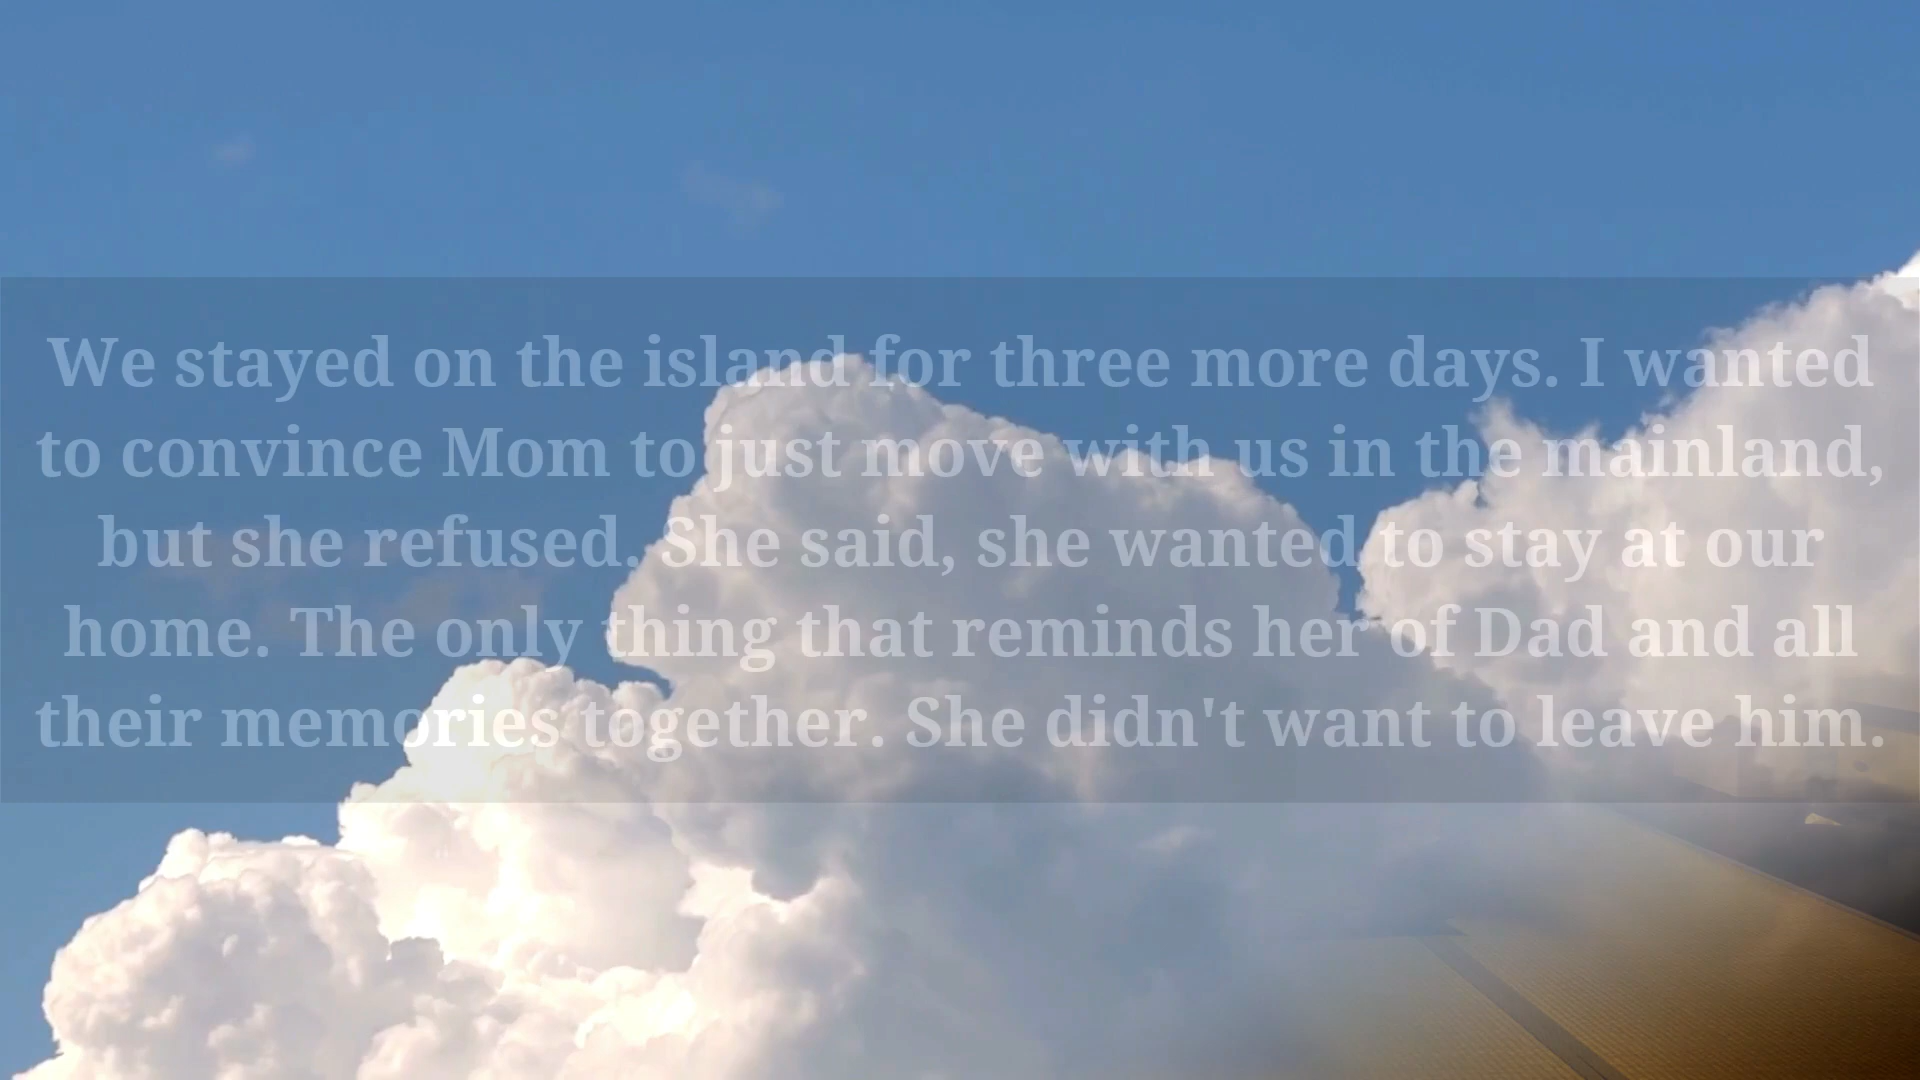 We stayed on the island for three more days. I wanted
to convince Mom to just move with us in the mainland,
but she refused. She said, she wanted to stay at our
home. The only thing that reminds her of Dad and all
their memories together. She didn't want to leave him.